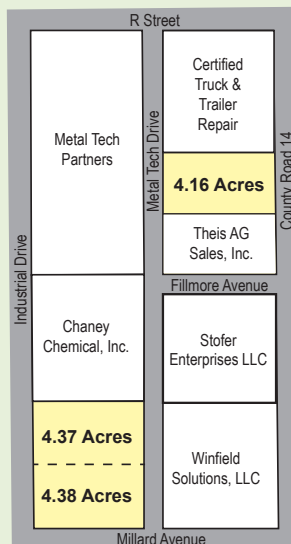 R Street
Industrial Drive
Metal Tech
Partners
Metal Tech Drive
Certified
Truck &
Trailer
Repair
County Road 14
4.16 Acres
Theis AG
Sales, Inc.
Fillmore Avenue
Chaney
Chemical, Inc.
Stofer
Enterprises LLC
4.37 Acres
4.38 Acres
Winfield
Solutions, LLC
Millard Avenue